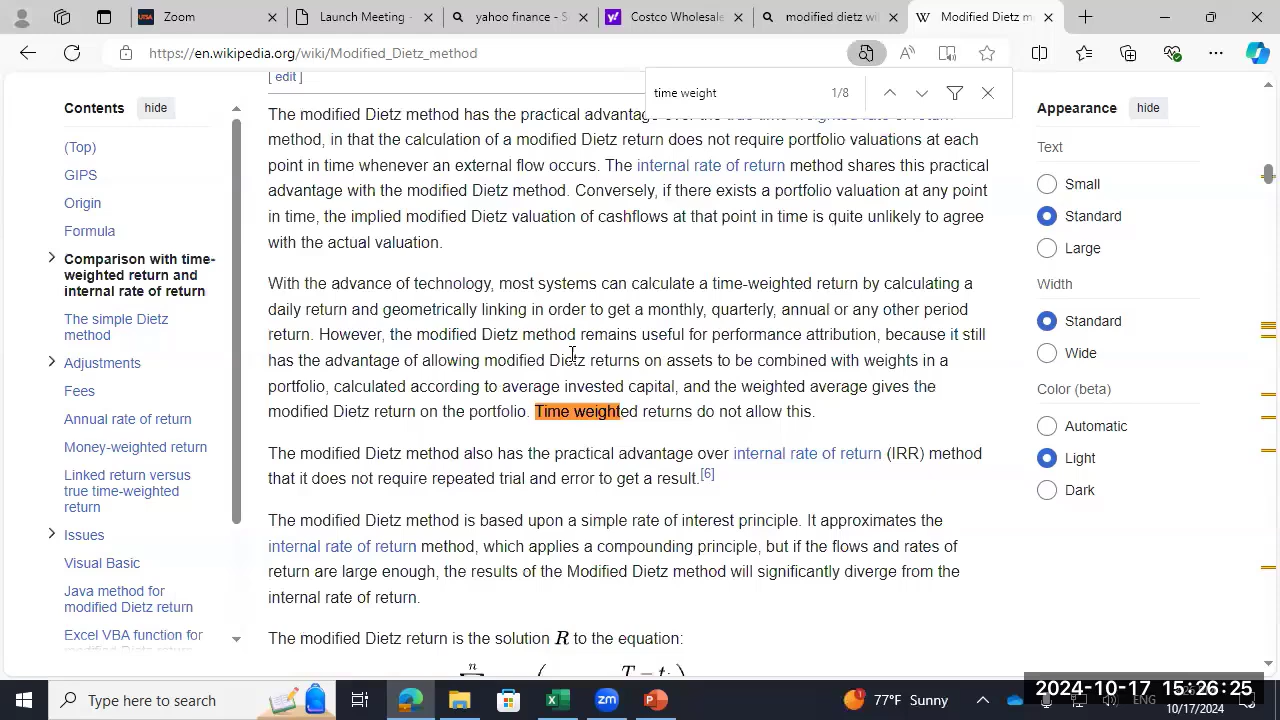 UTSA
Zoom
Launch Meeting -
yahoo finance - S
Costco Wholesale
modified dietz wi
W
Modified Dietz m
https://en.wikipedia.org/wiki/Modified_Dietz_method
time weight
1/8
Contents
hide
(Top)
GIPS
Origin
Formula
Comparison with time-
weighted return and
internal rate of return
The simple Dietz
method
Adjustments
Fees
Annual rate of return
Money-weighted return
Linked return versus
true time-weighted
return
Issues
Visual Basic
Java method for
modified Dietz return
Excel VBA function for
modified Dietz return
[ edit ]
The modified Dietz method has the practical advantage over the true time-weighted rate of return
method, in that the calculation of a modified Dietz return does not require portfolio valuations at each
point in time whenever an external flow occurs. The internal rate of return method shares this practical
advantage with the modified Dietz method. Conversely, if there exists a portfolio valuation at any point
in time, the implied modified Dietz valuation of cashflows at that point in time is quite unlikely to agree
with the actual valuation.
With the advance of technology, most systems can calculate a time-weighted return by calculating a
daily return and geometrically linking in order to get a monthly, quarterly, annual or any other period
return. However, the modified Dietz method remains useful for performance attribution, because it still
has the advantage of allowing modified Dietz returns on assets to be combined with weights in a
portfolio, calculated according to average invested capital, and the weighted average gives the
modified Dietz return on the portfolio. Time weighted returns do not allow this.
The modified Dietz method also has the practical advantage over internal rate of return (IRR) method
that it does not require repeated trial and error to get a result.[6]
The modified Dietz method is based upon a simple rate of interest principle. It approximates the
internal rate of return method, which applies a compounding principle, but if the flows and rates of
return are large enough, the results of the Modified Dietz method will significantly diverge from the
internal rate of return.
The modified Dietz return is the solution R to the equation:
n ( T − t )
Appearance
hide
Text
Small
Standard
Large
Width
Standard
Wide
Color (beta)
Automatic
Light
Dark
Type here to search
zm
1
77°F Sunny
ENG
2024-10-17 15:26:25
10/17/2024